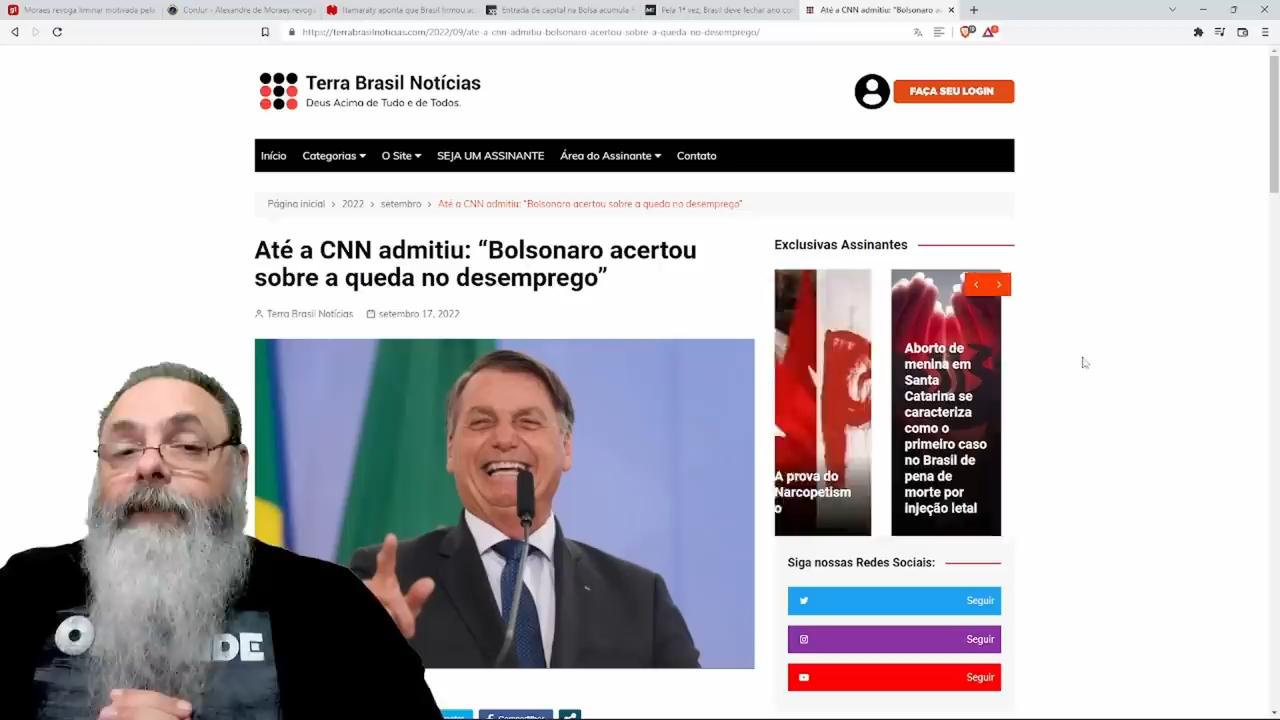 Moraes revoga liminar motivada pela
ConJur - Alexandre de Moraes revog
Itamaraty aponta que Brasil firmou ac
Entrada de capital na Bolsa acumula
Pela 1ª vez, Brasil deve fechar ano con
Até a CNN admitiu: “Bolsonaro a
https://terrabrasilnoticias.com/2022/09/ate-a-cnn-admitiu-bolsonaro-acertou-sobre-a-queda-no-desemprego/
Terra Brasil Notícias
Deus Acima de Tudo e de Todos.
FAÇA SEU LOGIN
Início Categorias O Site SEJA UM ASSINANTE Área do Assinante Contato
Página inicial > 2022 > setembro > Até a CNN admitiu: “Bolsonaro acertou sobre a queda no desemprego”
Até a CNN admitiu: “Bolsonaro acertou
sobre a queda no desemprego”
Terra Brasil Notícias setembro 17, 2022
Exclusivas Assinantes
A prova do
Narcopetism
o
Aborto de
menina em
Santa
Catarina se
caracteriza
como o
primeiro caso
no Brasil de
pena de
morte por
injeção letal
Siga nossas Redes Sociais:
Seguir
Seguir
Seguir
DE
Compartilhar